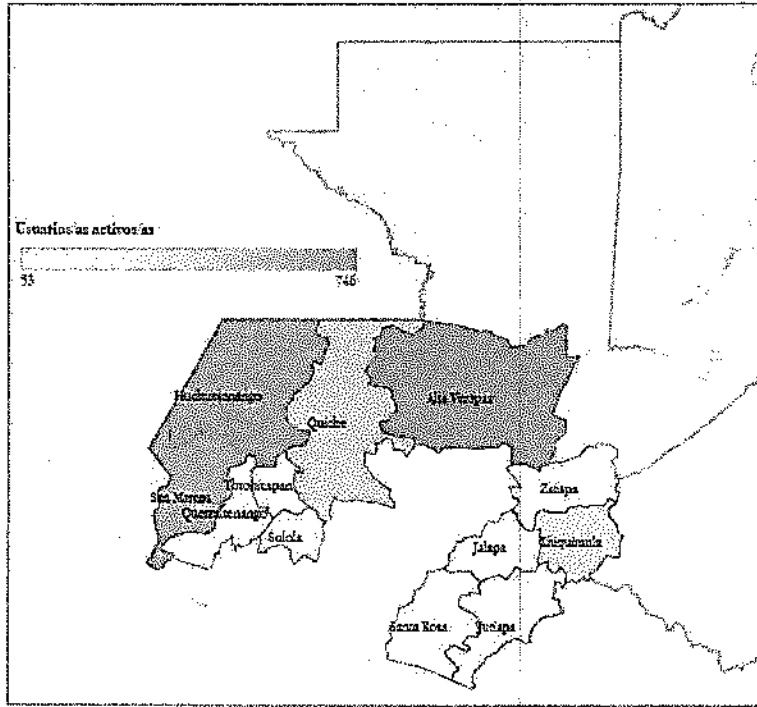 Usuarios/as activos/as
53
746
Huehuetenango
Alta Verapaz
Quiche
San Marcos
Totonicapan
Quetzaltenango
Zacapa
Solola
Jalapa
Chiquimula
Santa Rosa
Jutiapa